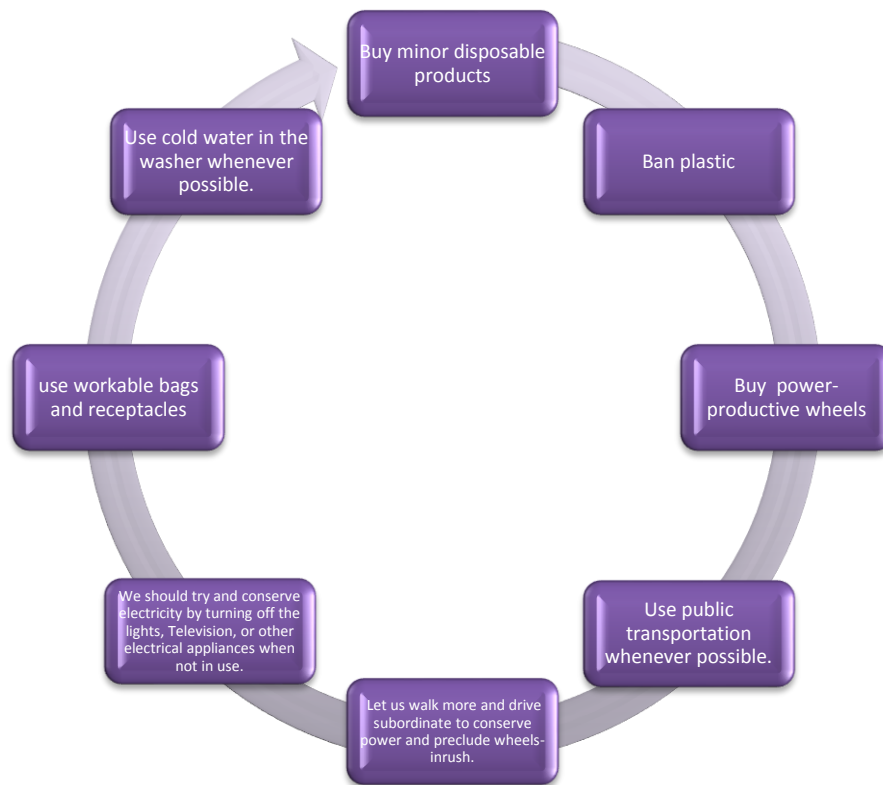 Buy minor disposable
products
Ban plastic
Buy  power-
productive wheels
Use public
transportation
whenever possible.
Let us walk more and drive
subordinate to conserve
power and preclude wheels-
inrush.
We should try and conserve
electricity by turning off the
lights, Television, or other
electrical appliances when
not in use.
use workable bags
and receptacles
Use cold water in the
washer whenever
possible.